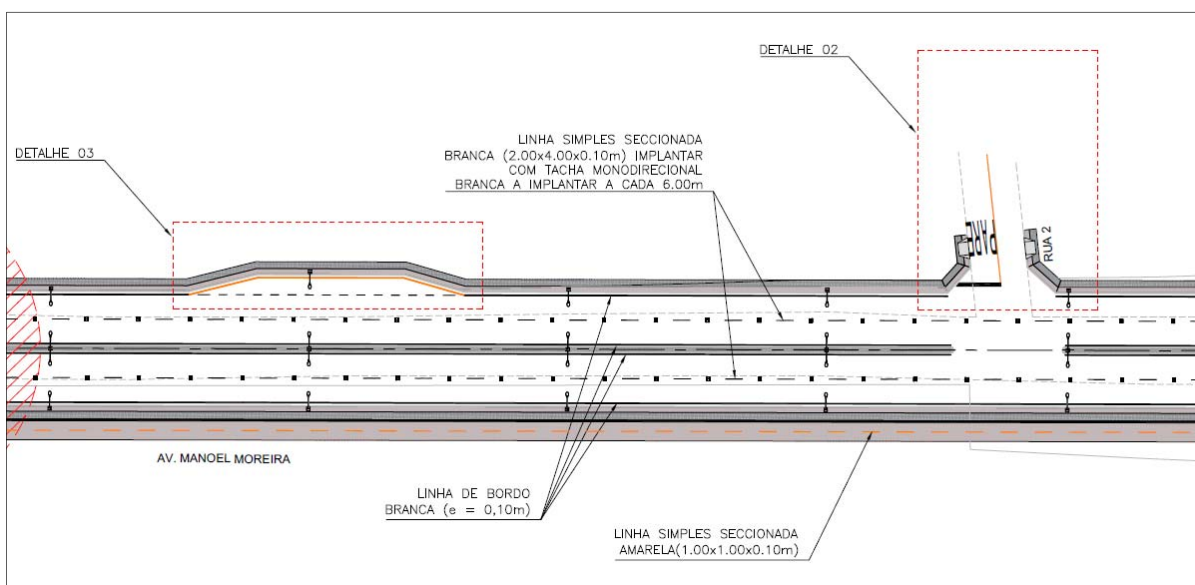 DETALHE 02
LINHA SIMPLES SECCIONADA
BRANCA (2.00x4.00x0.10m) IMPLANTAR
COM TACHA MONODIRECIONAL
BRANCA A IMPLANTAR A CADA 6.00m
DETALHE 03
PARE
RUA 2
AV. MANOEL MOREIRA
LINHA DE BORDO
BRANCA (e = 0,10m)
LINHA SIMPLES SECCIONADA
AMARELA(1.00x1.00x0.10m)